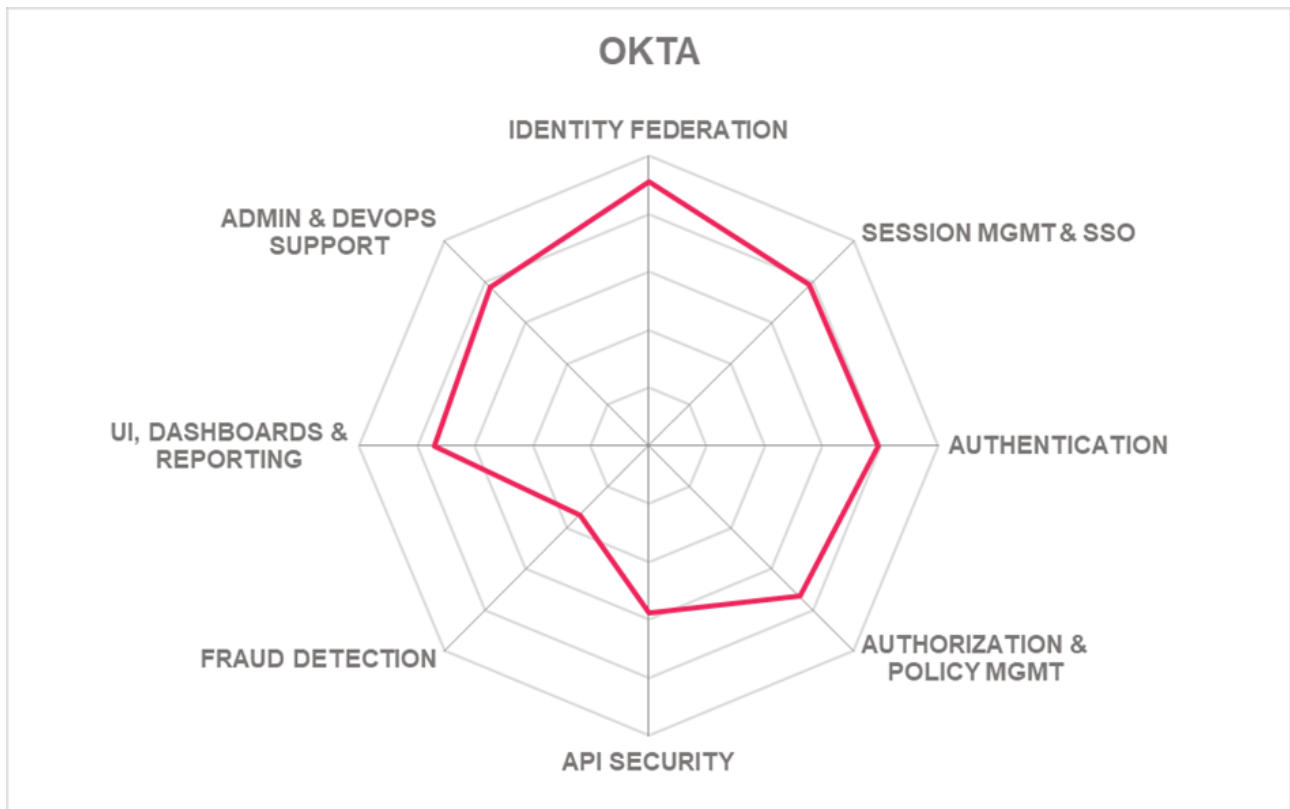 OKTA
IDENTITY FEDERATION
ADMIN & DEVOPS
SUPPORT
SESSION MGMT & SSO
UI, DASHBOARDS &
REPORTING
AUTHENTICATION
FRAUD DETECTION
AUTHORIZATION &
POLICY MGMT
API SECURITY